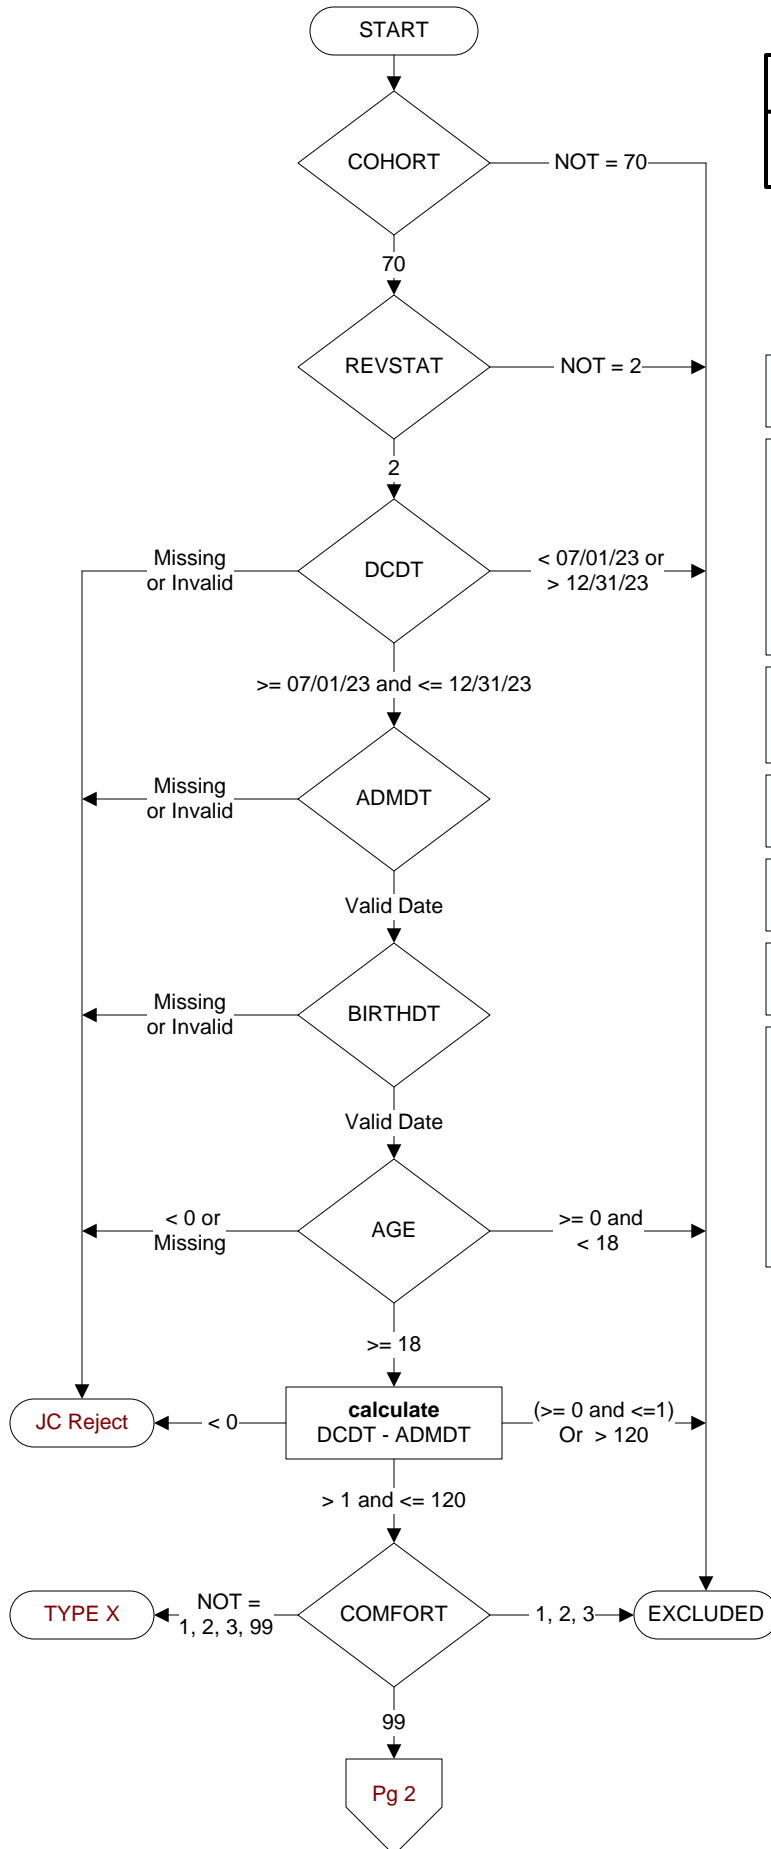 START
COHORT
NOT = 70
70
REVSTAT
NOT = 2
2
Missing
or Invalid
DCDT
< 07/01/23 or
> 12/31/23
>= 07/01/23 and <= 12/31/23
Missing
or Invalid
ADMDT
Valid Date
Missing
or Invalid
BIRTHDT
Valid Date
< 0 or
Missing
AGE
>= 0 and
< 18
>= 18
JC Reject
< 0
calculate
DCDT - ADMDT
(>= 0 and <=1)
Or > 120
> 1 and <= 120
TYPE X
NOT =
1, 2, 3, 99
COMFORT
1, 2, 3
EXCLUDED
99
Pg 2